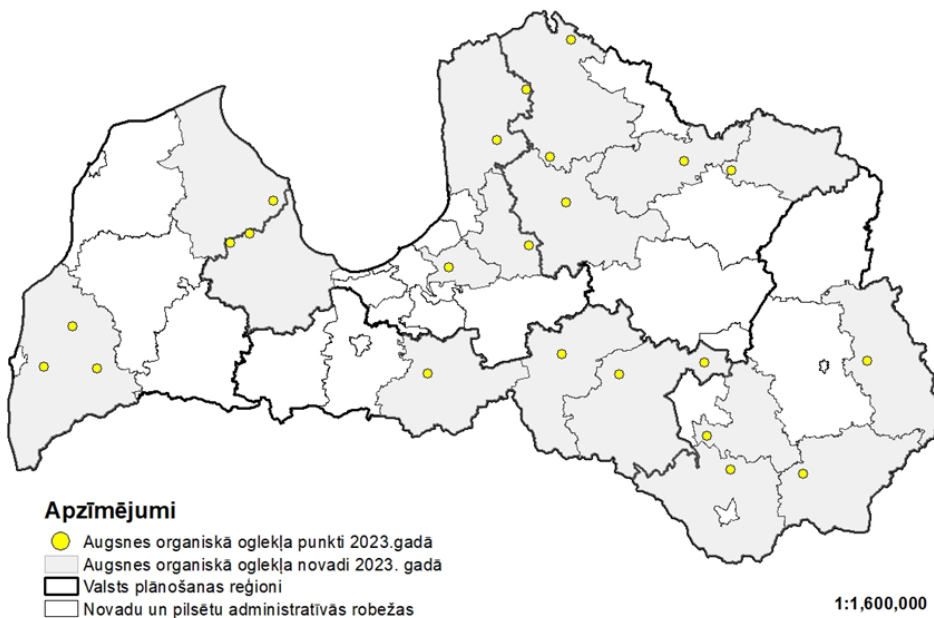 Apzīmējumi
Augsnes organiskā oglekļa punkti 2023.gadā
Augsnes organiskā oglekļa novadi 2023. gadā
Valsts plānošanas reģioni
Novadu un pilsētu administratīvās robežas
1:1,600,000